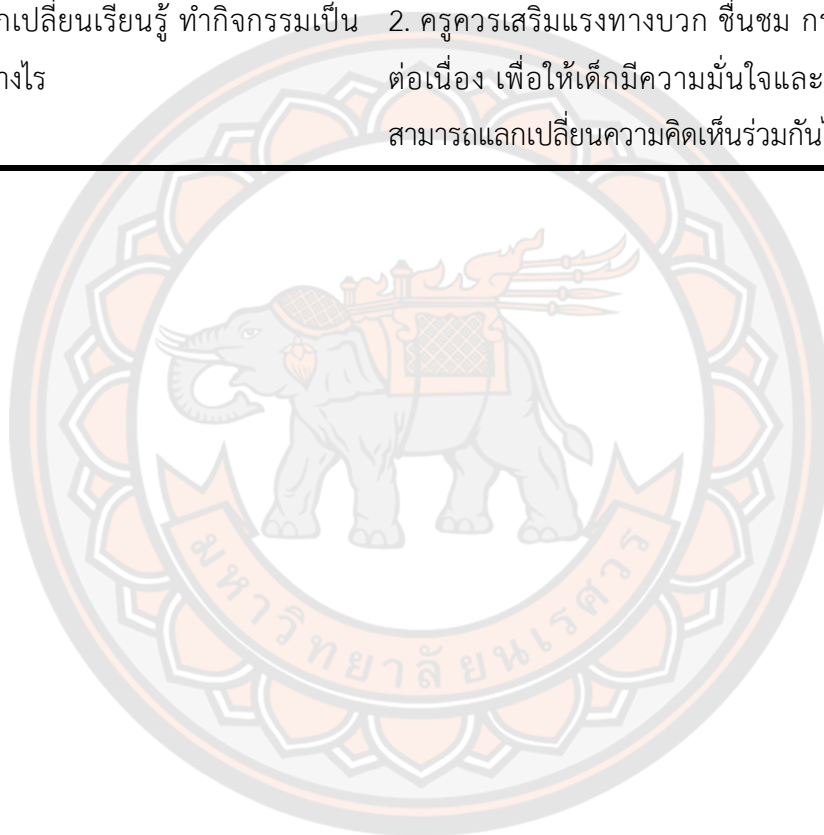 กเปลี่ยนเรียนรู้ ทำกิจกรรมเป็น
างไร
2. ครูควรเสริมแรงทางบวก ชื่นชม
ต่อเนื่อง เพื่อให้เด็กมีความมั่นใจและ
สามารถแลกเปลี่ยนความคิดเห็นร่วมกัน
มหาวิทยาลัยนเรศวร